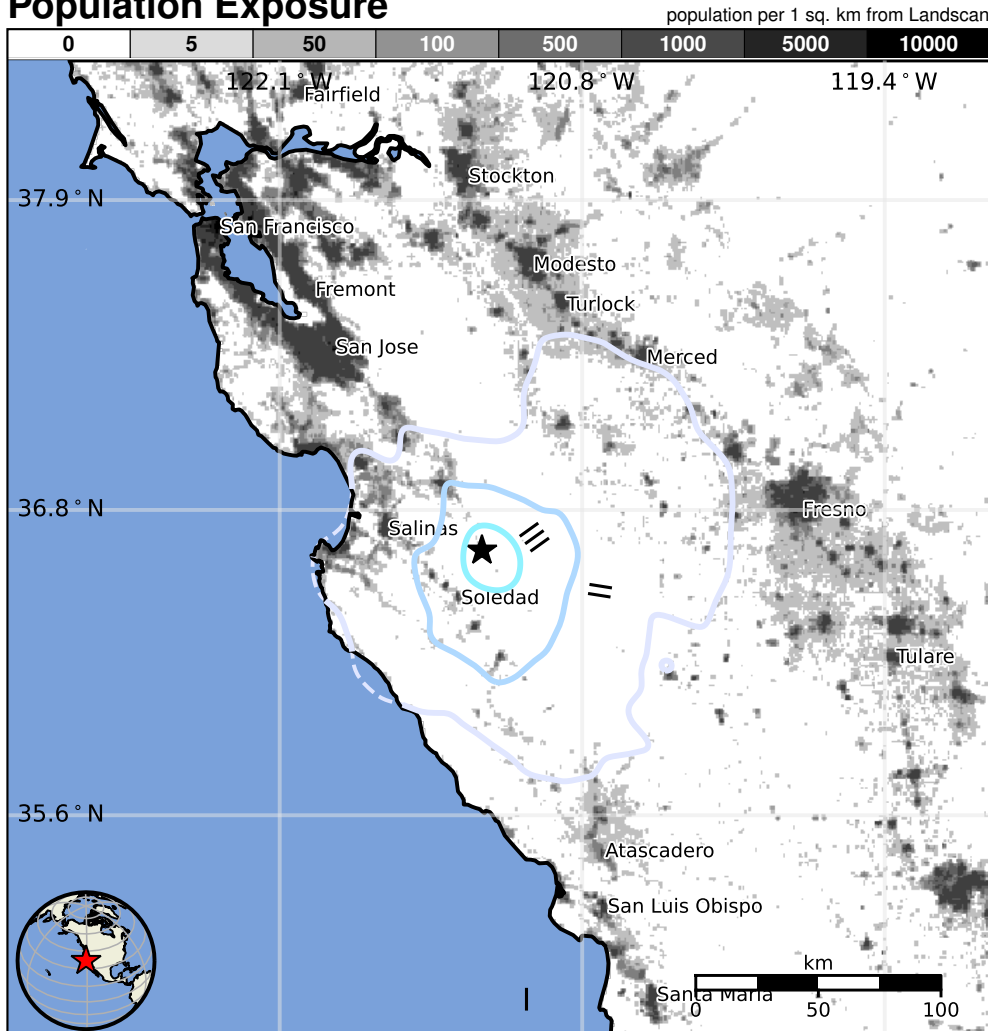 Population Exposure
population per 1 sq. km from Landscan
0 5 50 100 500 1000 5000 10000
122.1°W 120.8°W 119.4°W
Fairfield
Stockton
37.9°N
San Francisco
Modesto
Fremont
Turlock
San Jose
Merced
36.8°N
Fresno
Salinas
III
II
Soledad
Tulare
35.6°N
Atascadero
San Luis Obispo
km
I
Santa Maria
0 50 100